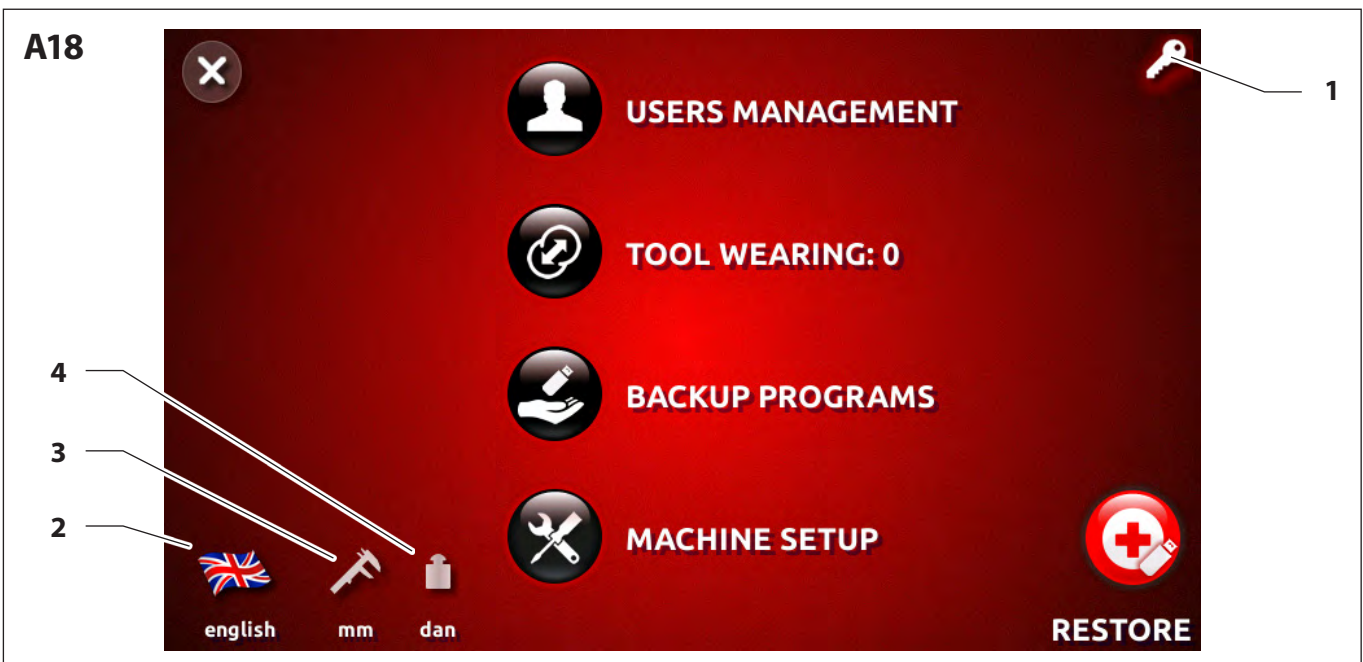 A18
1
USERS MANAGEMENT
TOOL WEARING: 0
4
BACKUP PROGRAMS
3
2
MACHINE SETUP
english
mm
dan
RESTORE